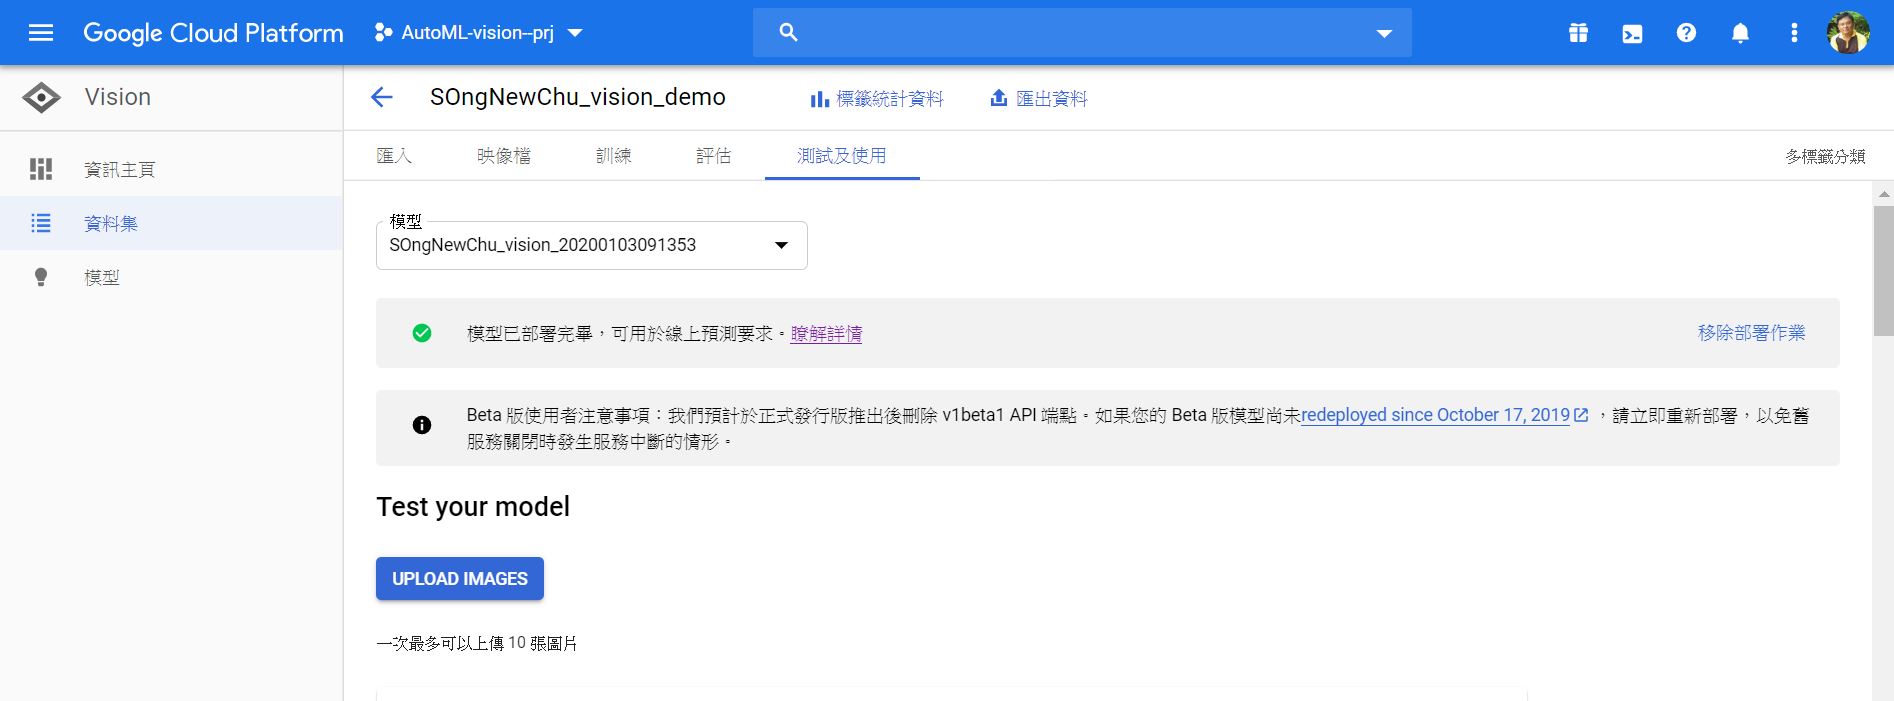 Google Cloud Platform
AutoML-vision--prj
Vision
SOngNewChu_vision_demo
標籤統計資料
匯出資料
資訊主頁
資料集
模型
匯入
映像檔
訓練
評估
測試及使用
多標籤分類
模型
SOngNewChu_vision_20200103091353
模型已部署完畢，可用於線上預測要求。瞭解詳情
移除部署作業
Beta 版使用者注意事項：我們預計於正式發行版推出後刪除 v1beta1 API 端點。如果您的 Beta 版模型尚未redeployed since October 17, 2019 ，請立即重新部署，以免舊
服務關閉時發生服務中斷的情形。
Test your model
UPLOAD IMAGES
一次最多可以上傳 10 張圖片